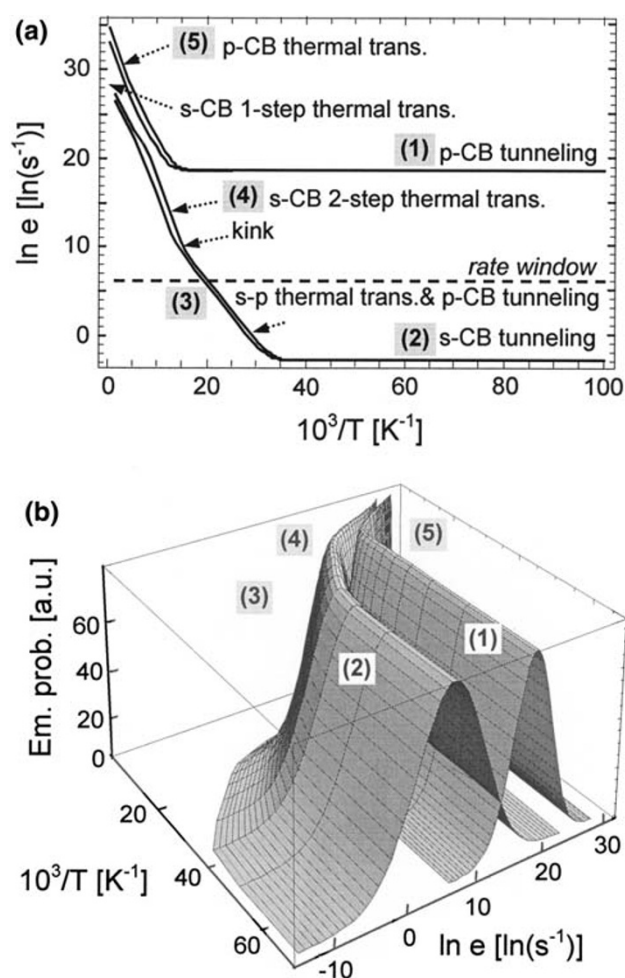 (a)
(5) p-CB thermal trans.
s-CB 1-step thermal trans.
(1) p-CB tunneling
(4) s-CB 2-step thermal trans.
kink
rate window
(3) s-p thermal trans.& p-CB tunneling
(2) s-CB tunneling
ln e [ln(s⁻¹)]
30
20
10
0
0 20 40 60 80 100
10³/T [K⁻¹]
(b)
(4) (5)
(3)
(1)
(2)
Em. prob. [a.u.]
60
40
20
0
20
40
60
10³/T [K⁻¹]
-10 0 10 20 30
ln e [ln(s⁻¹)]